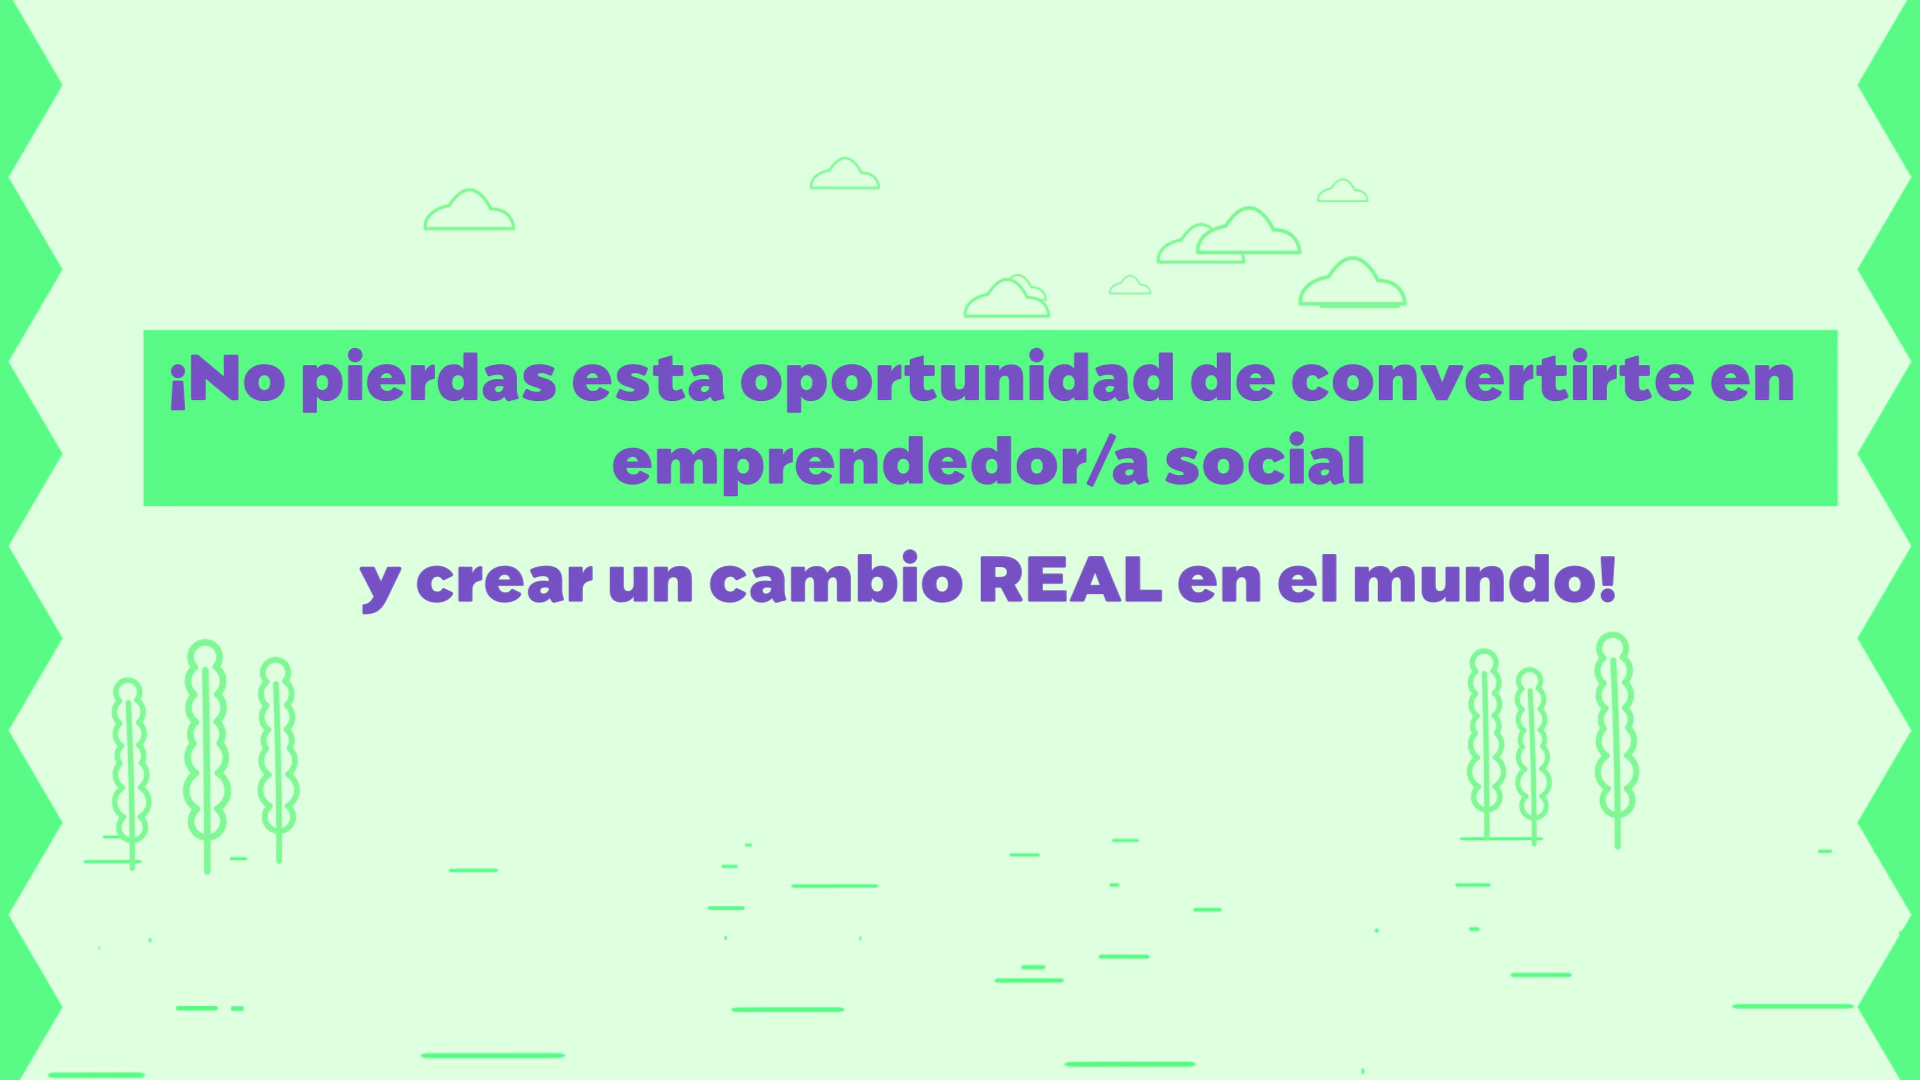 ¡No pierdas esta oportunidad de convertirte en
emprendedor/a social
y crear un cambio REAL en el mundo!